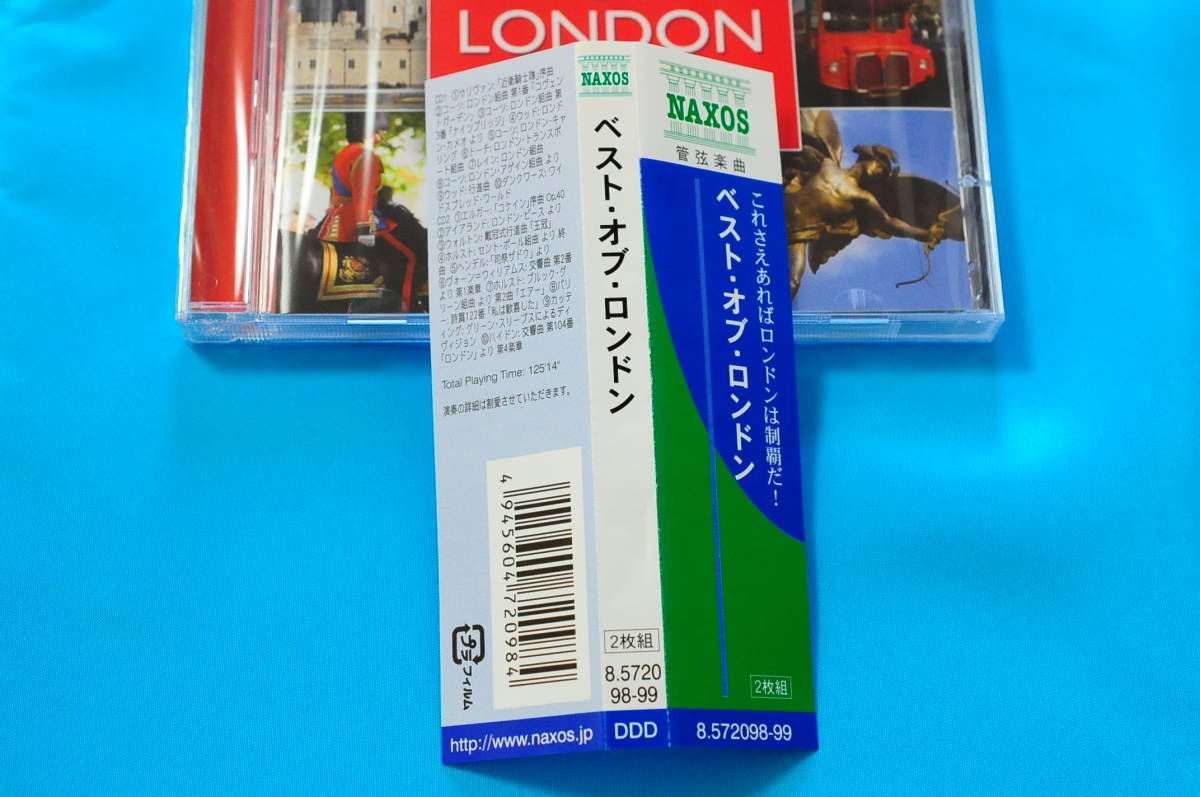 LONDON
CD1 ①サリヴァン:「近衛騎士隊」序曲
②コーツ: ロンドン組曲 第1番「コヴェン
ト・ガーデン」③コーツ: ロンドン組曲 第
3番「ナイツブリッジ」④ウッド: ロンド
ン・カメオ より ⑤コーツ: ロンドン・キャ
リング ⑥トーチ: ロンドン・トランスポ
ート組曲 ⑦レイン: ロンドン組曲
⑧コーツ: ロンドン・アゲイン組曲 より
⑨ウッド: 行進曲 ⑩ダンクワース: ワイ
ドスプレッド・ワールド
CD2 ①エルガー:「コケイン」序曲 Op.40
②アイアランド: ロンドン・ピース より
③ウォルトン: 戴冠式行進曲「王冠」
④ホルスト: セント・ポール組曲 より 終
曲 ⑤ヘンデル:「司祭ザドク」より
⑥ヴォーン=ウィリアムス: 交響曲 第2番
より 第1楽章 ⑦ホルスト: ブルック・グ
リーン組曲 より 第2曲「エアー」⑧パリ
ー: 詩篇122番「私は歓喜した」⑨カッテ
ィング: グリーン・スリーブスによるディ
ヴィジョン ⑩ハイドン: 交響曲 第104番
「ロンドン」より 第4楽章
Total Playing Time: 125'14"
演奏の詳細は割愛させていただきます。
4945604720984
プラ
フィルム
http://www.naxos.jp
NAXOS
ベスト・オブ・ロンドン
2枚組
8.5720
98-99
DDD
NAXOS
管弦楽曲
これさえあればロンドンは制覇だ!
ベスト・オブ・ロンドン
2枚組
8.572098-99